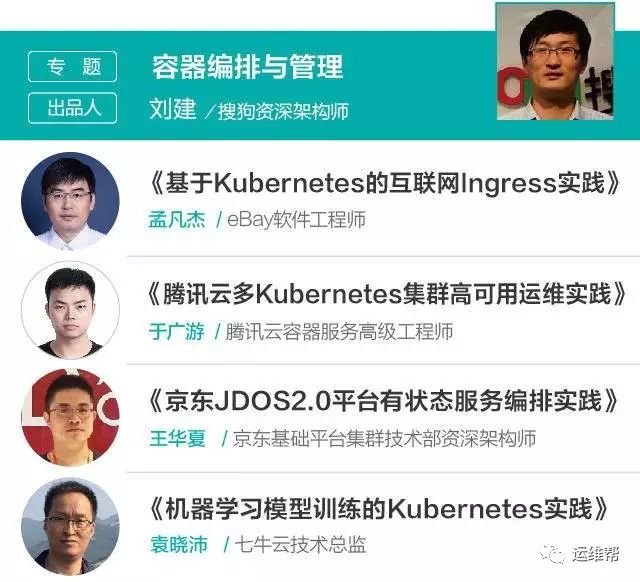 专 题 容器编排与管理
出品人 刘建 /搜狗资深架构师
《基于Kubernetes的互联网Ingress实践》
孟凡杰 / eBay软件工程师
《腾讯云多Kubernetes集群高可用运维实践》
于广游 / 腾讯云容器服务高级工程师
《京东JDOS2.0平台有状态服务编排实践》
王华夏 / 京东基础平台集群技术部资深架构师
《机器学习模型训练的Kubernetes实践》
袁晓沛 / 七牛云技术总监
运维帮